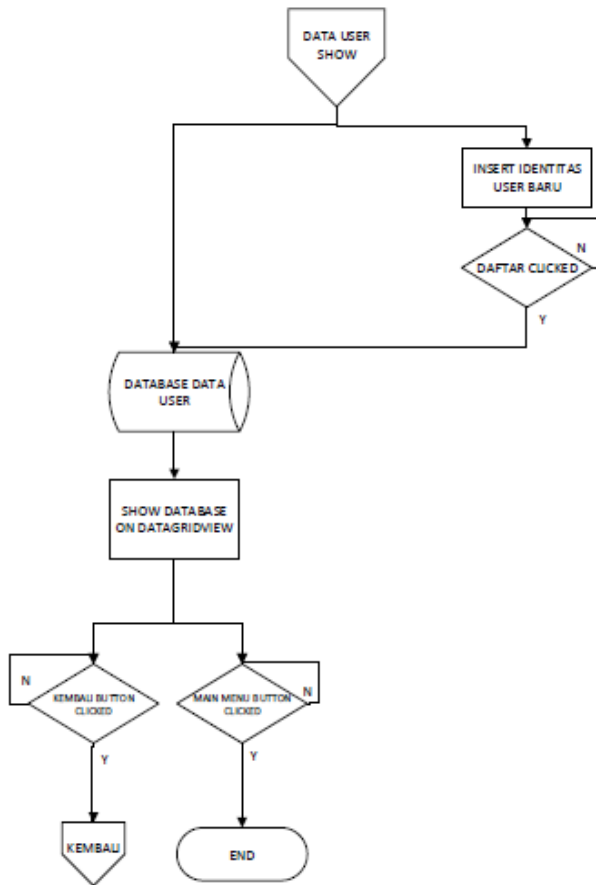 DATA USER
SHOW
INSERT IDENTITAS
USER BARU
DAFTAR CLICKED
N
Y
DATABASE DATA
USER
SHOW DATABASE
ON DATAGRIDVIEW
N
KEMBALI BUTTON
CLICKED
Y
MAIN MENU BUTTON
CLICKED
N
Y
KEMBALI
END